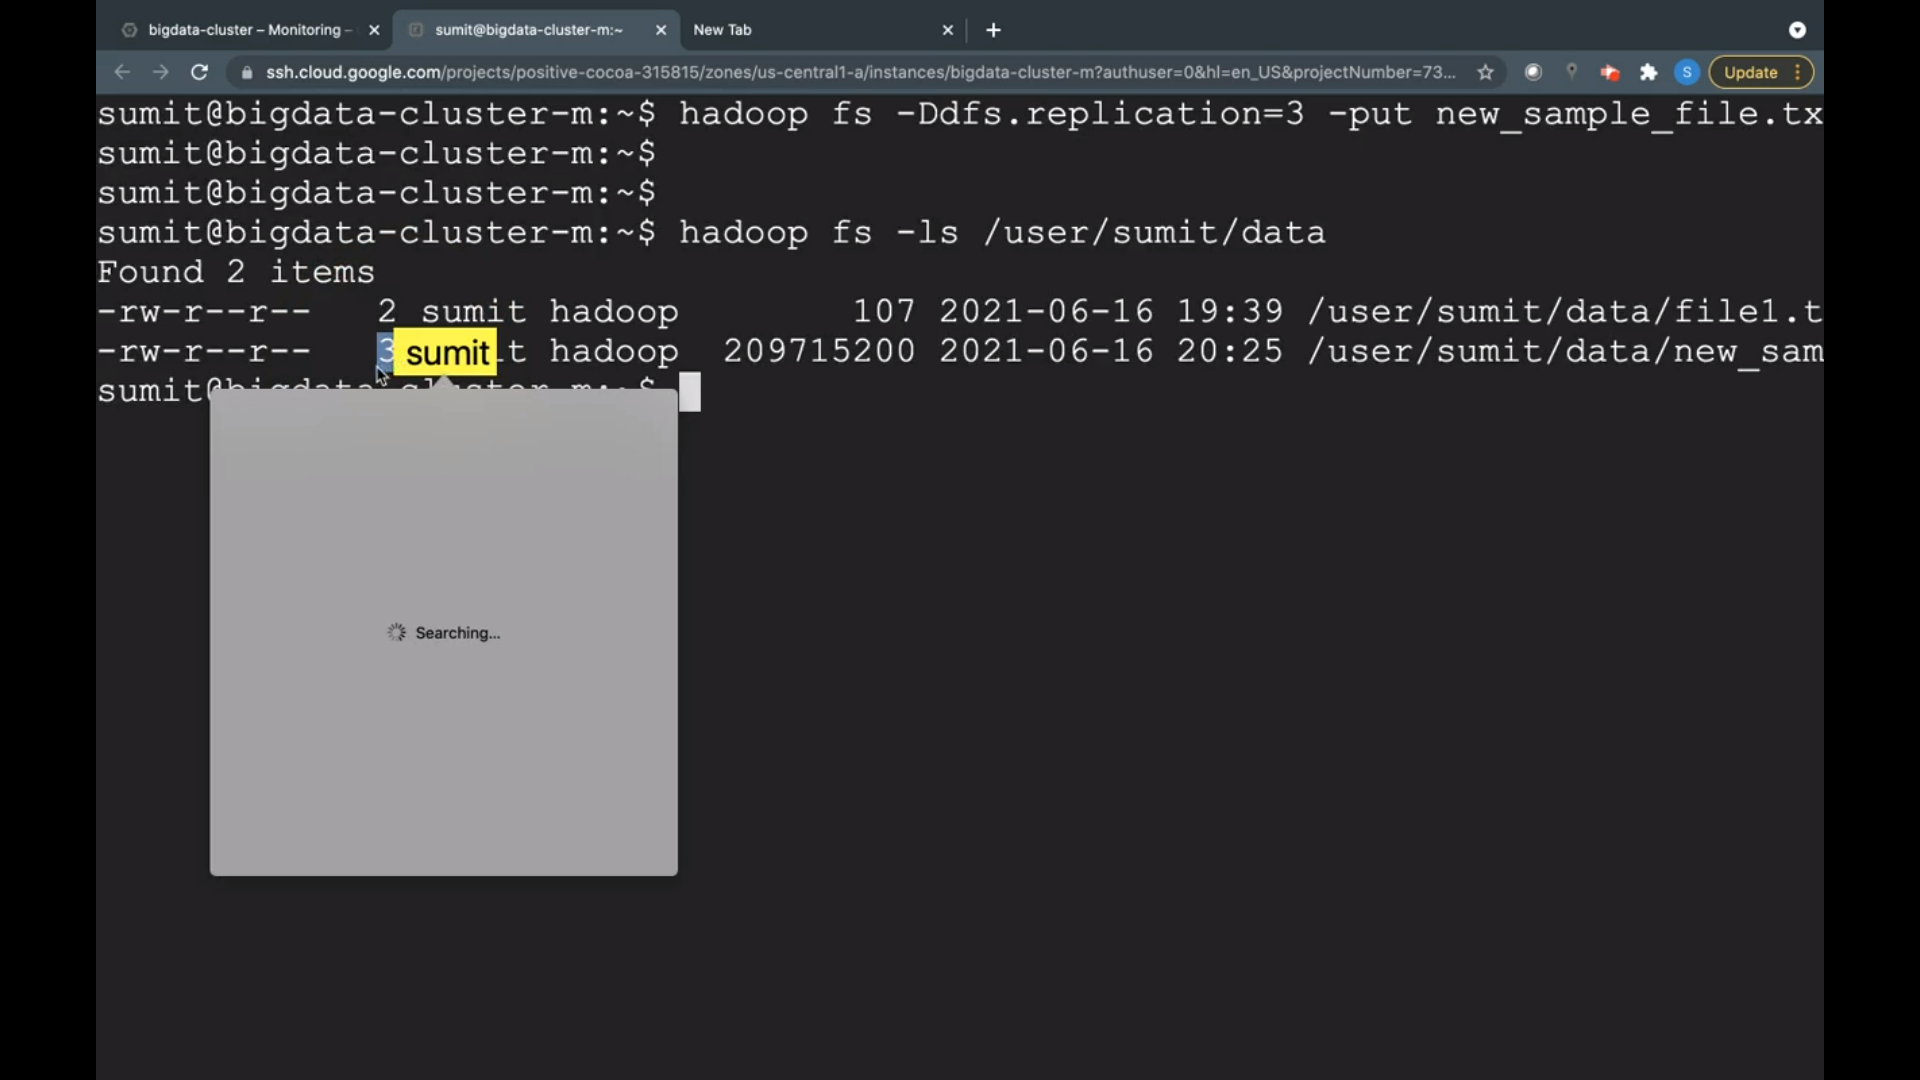 bigdata-cluster – Monitoring –
sumit@bigdata-cluster-m:~
New Tab
ssh.cloud.google.com/projects/positive-cocoa-315815/zones/us-central1-a/instances/bigdata-cluster-m?authuser=0&hl=en_US&projectNumber=73...
S
Update
sumit@bigdata-cluster-m:~$ hadoop fs -Ddfs.replication=3 -put new_sample_file.tx
sumit@bigdata-cluster-m:~$
sumit@bigdata-cluster-m:~$
sumit@bigdata-cluster-m:~$ hadoop fs -ls /user/sumit/data
Found 2 items
-rw-r--r--   2 sumit hadoop        107 2021-06-16 19:39 /user/sumit/data/file1.t
-rw-r--r--   3 sumit hadoop  209715200 2021-06-16 20:25 /user/sumit/data/new_sam
sumit@bigdata-cluster-m:~$
Searching...